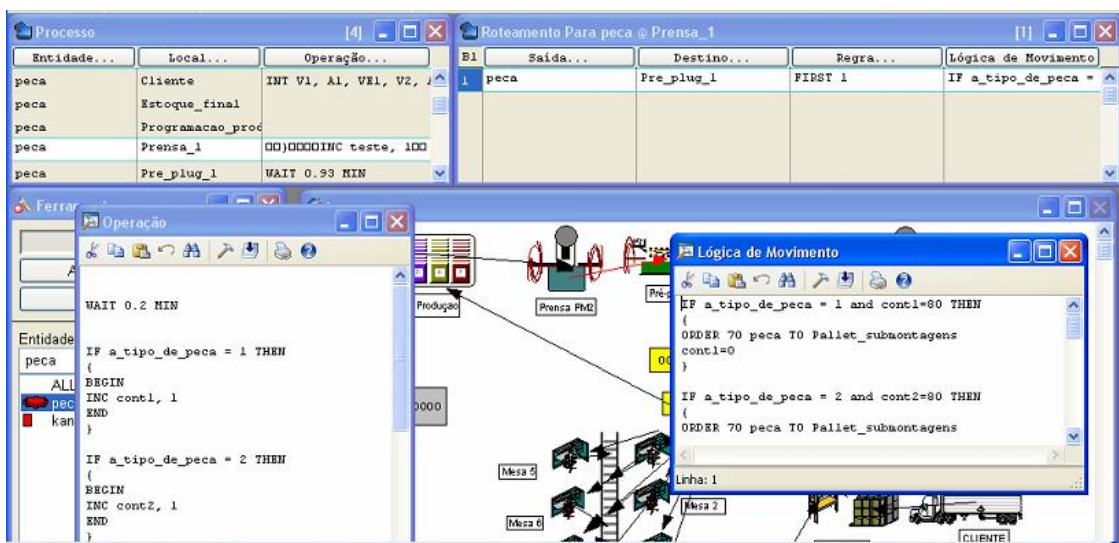 Processo [4]
Entidade... Local... Operação...
peca Cliente INT V1, A1, VE1, V2,
peca Estoque_final
peca Programacao_prod
peca Prensa_1 INC teste, 1
peca Pre_plug_1 WAIT 0.93 MIN
Roteamento Para peca @ Prensa_1 [1]
Bl Saída... Destino... Regra... Lógica de Movimento
1 peca Pre_plug_1 FIRST 1 IF a_tipo_de_peca =
Entidade
peca
ALL
pec
kan
Operação
WAIT 0.2 MIN
IF a_tipo_de_peca = 1 THEN
{
BEGIN
INC cont1, 1
END
}
IF a_tipo_de_peca = 2 THEN
{
BEGIN
INC cont2, 1
END
}
Produçao
Prensa PM2
Pré-p
Mesa 5
Mesa 6
Mesa 2
CLIENTE
Lógica de Movimento
IF a_tipo_de_peca = 1 and cont1=80 THEN
{
ORDER 70 peca TO Pallet_submontagens
cont1=0
}
IF a_tipo_de_peca = 2 and cont2=80 THEN
{
ORDER 70 peca TO Pallet_submontagens
Linha: 1